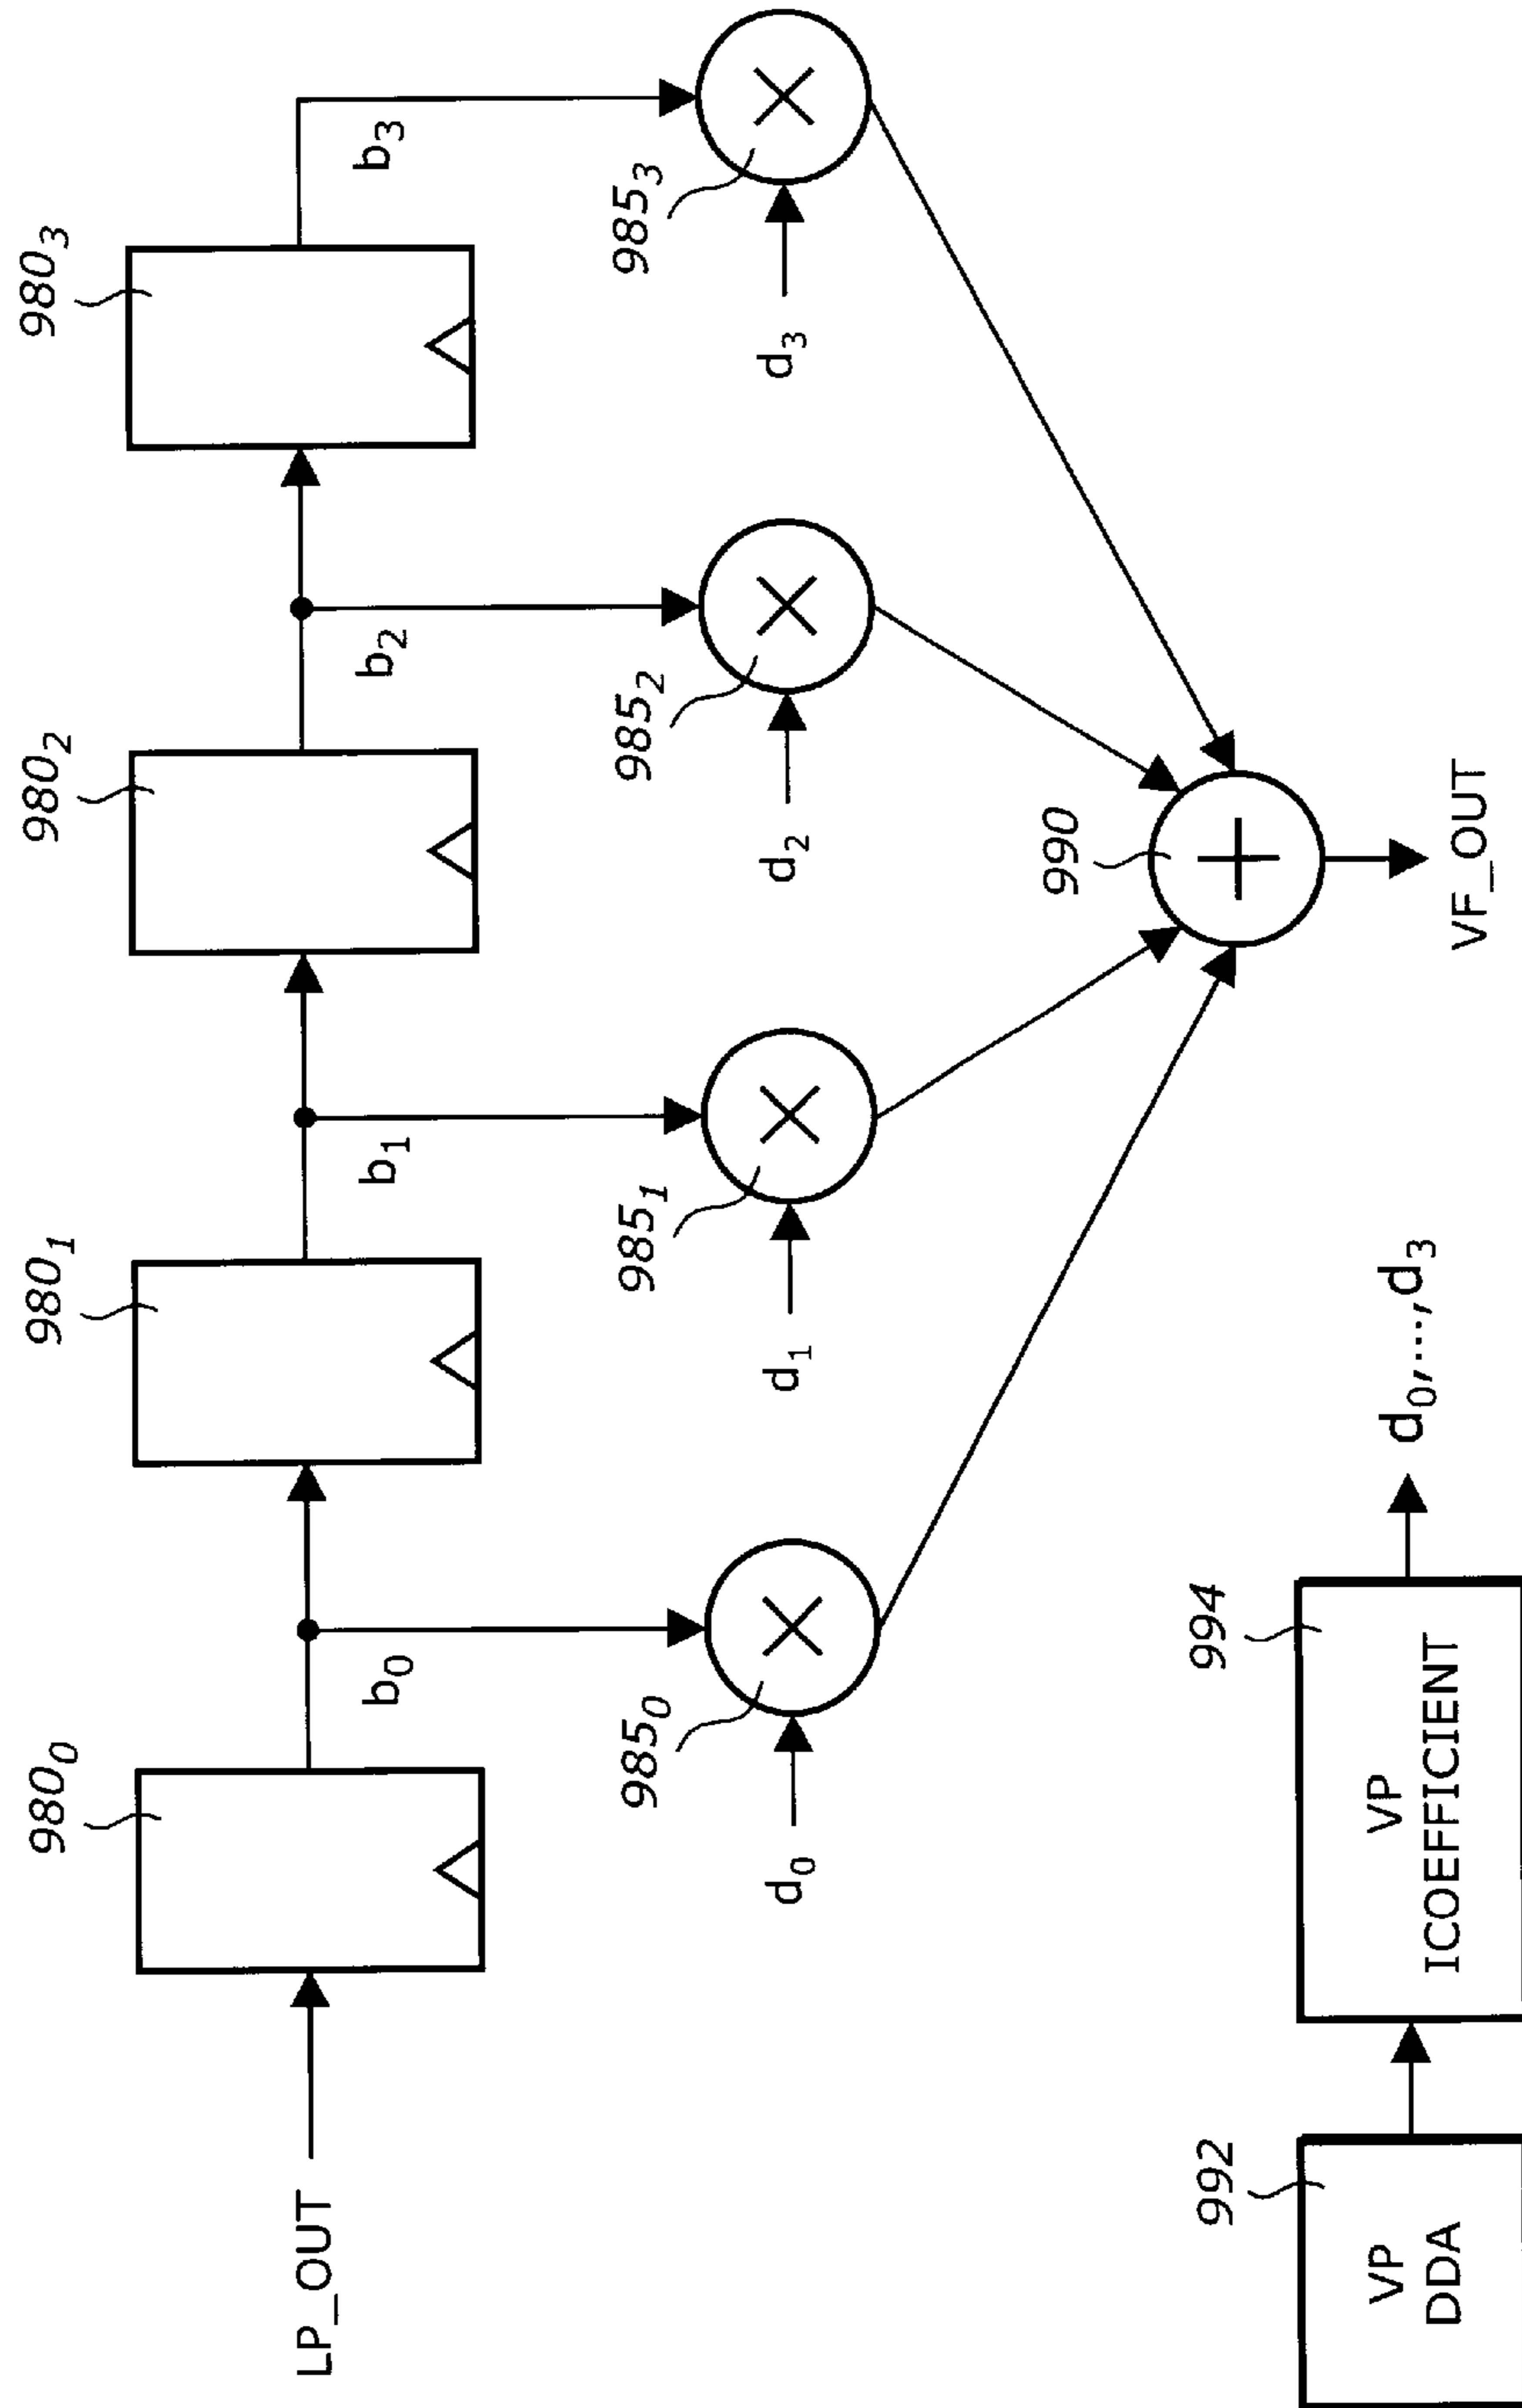 980₀
980₁
980₂
980₃
LP_OUT
b₀
b₁
b₂
b₃
985₀
985₁
985₂
985₃
d₀
d₁
d₂
d₃
990
VF_OUT
992
VP
DDA
994
VP
ICOEFFICIENT
d₀,...,d₃